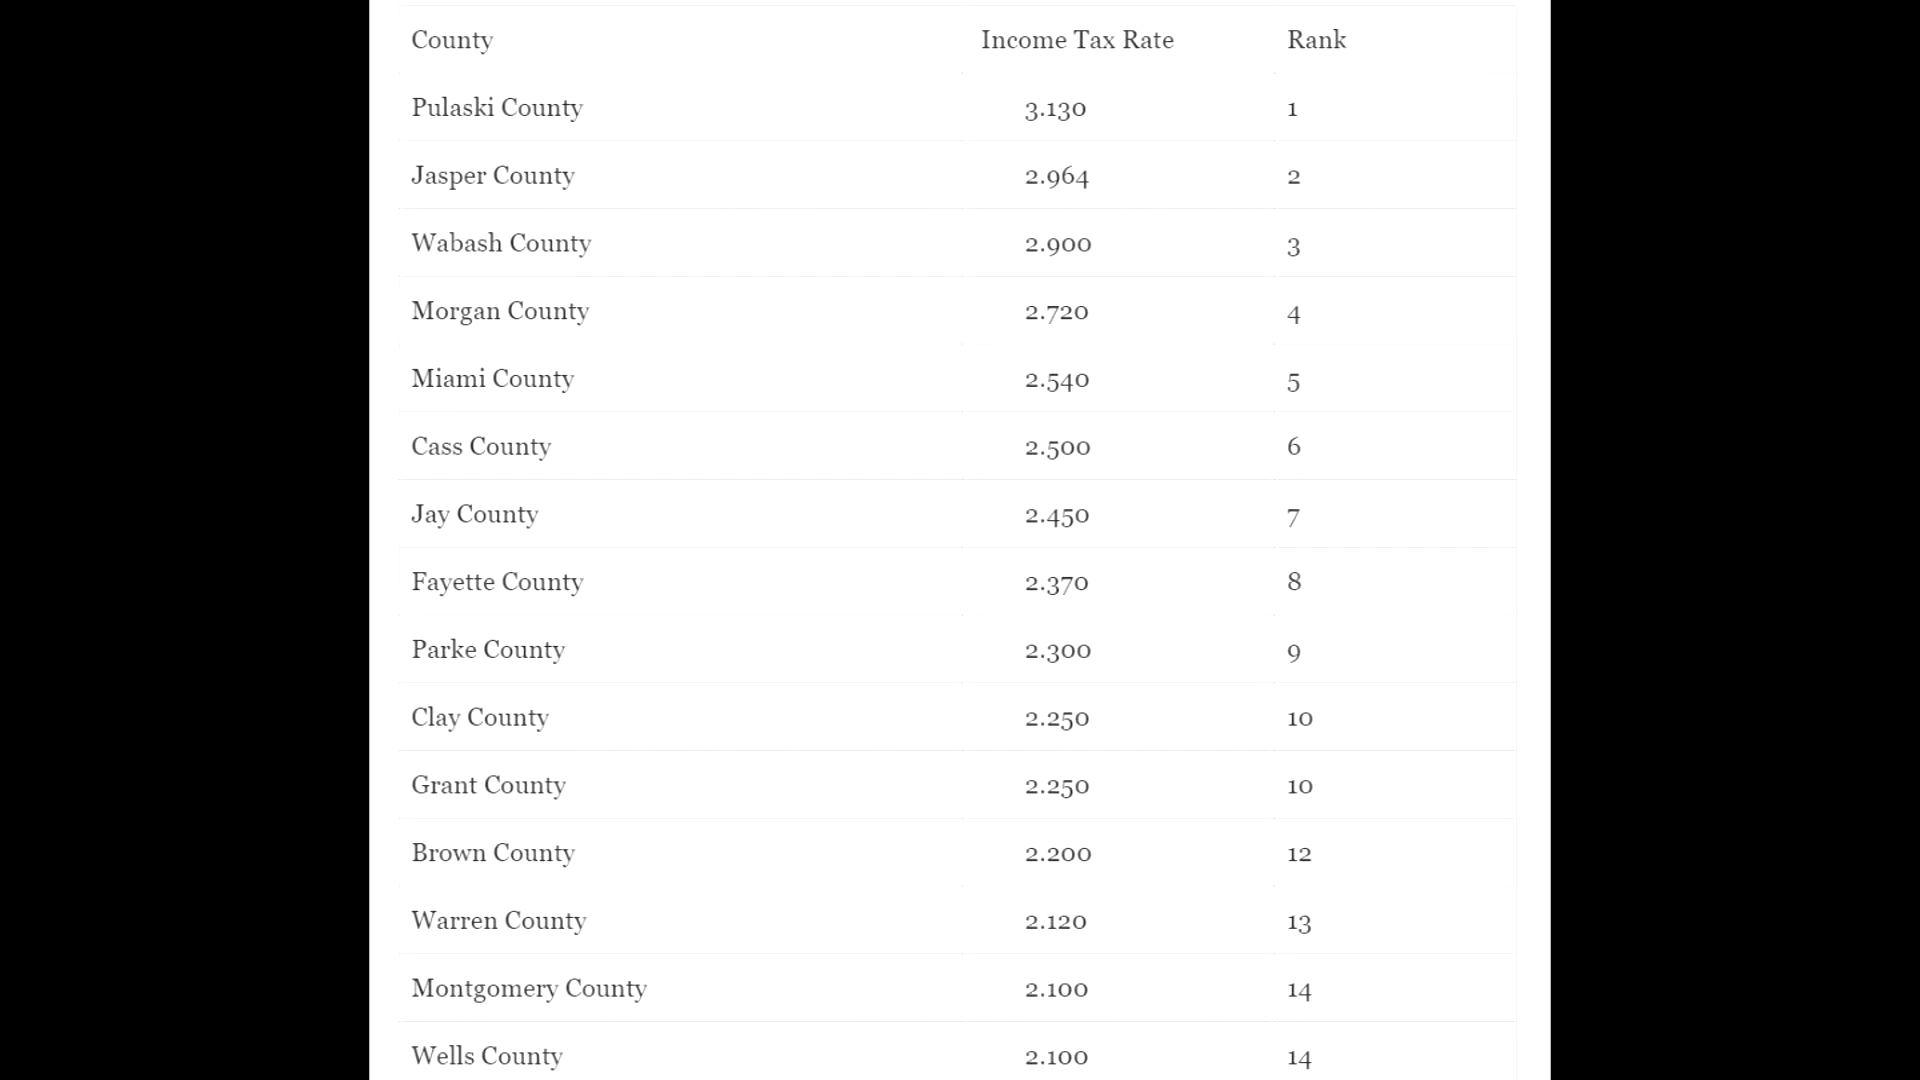 County Income Tax Rate Rank
Pulaski County 3.130 1
Jasper County 2.964 2
Wabash County 2.900 3
Morgan County 2.720 4
Miami County 2.540 5
Cass County 2.500 6
Jay County 2.450 7
Fayette County 2.370 8
Parke County 2.300 9
Clay County 2.250 10
Grant County 2.250 10
Brown County 2.200 12
Warren County 2.120 13
Montgomery County 2.100 14
Wells County 2.100 14